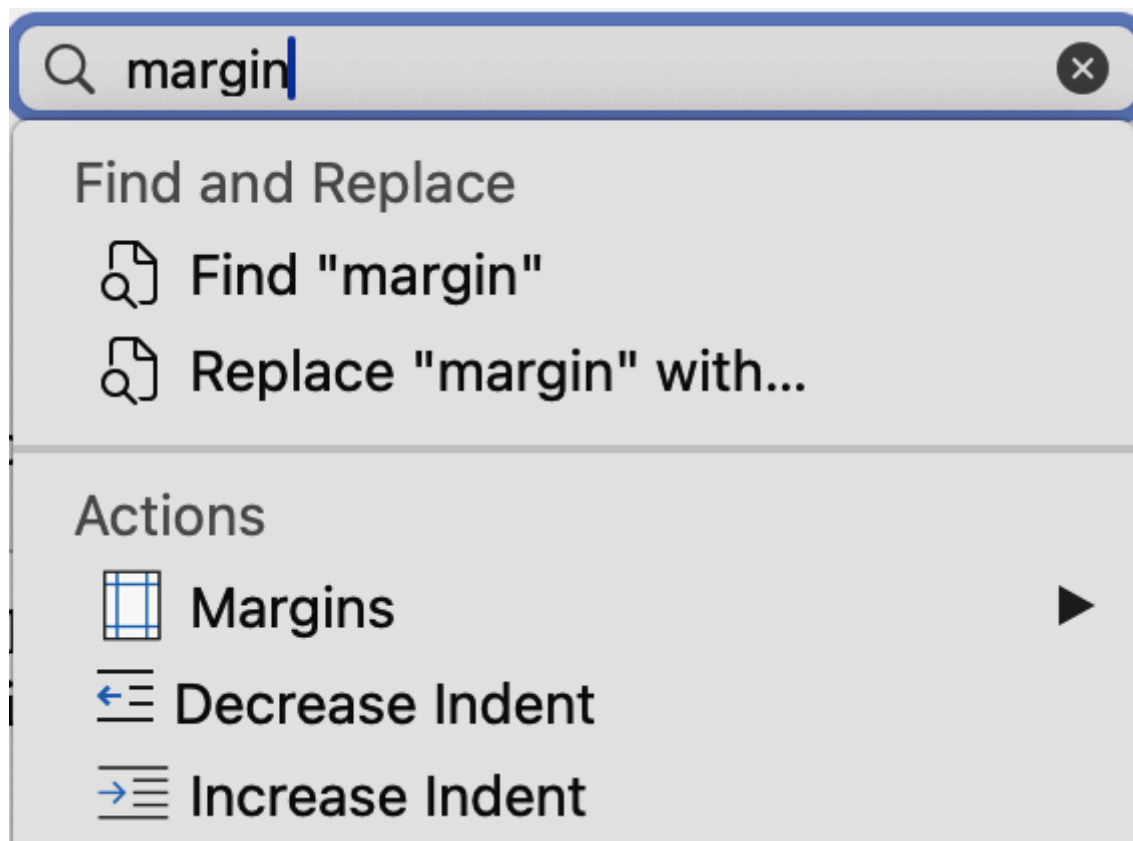 margin
Find and Replace
Find "margin"
Replace "margin" with...
Actions
Margins
Decrease Indent
Increase Indent